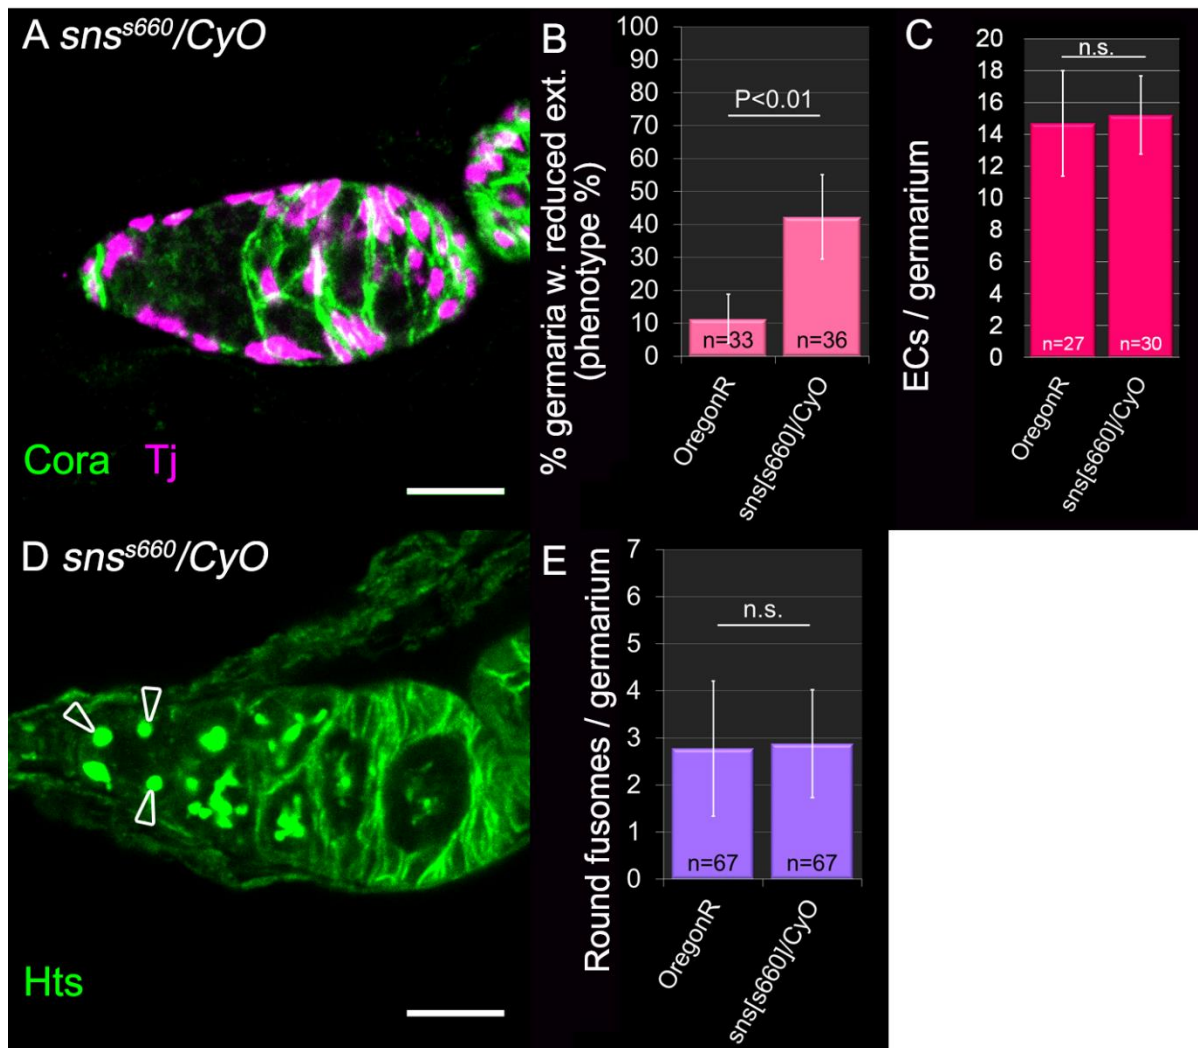 A sns^s660/CyO
Cora Tj
B
% germaria w. reduced ext.
(phenotype %)
100
90
80
70
60
50
40
30
20
10
0
P<0.01
n=33
n=36
OregonR
sns[s660]/CyO
C
ECs / germarium
20
18
16
14
12
10
8
6
4
2
0
n.s.
n=27
n=30
OregonR
sns[s660]/CyO
D sns^s660/CyO
Hts
E
Round fusomes / germarium
7
6
5
4
3
2
1
0
n.s.
n=67
n=67
OregonR
sns[s660]/CyO